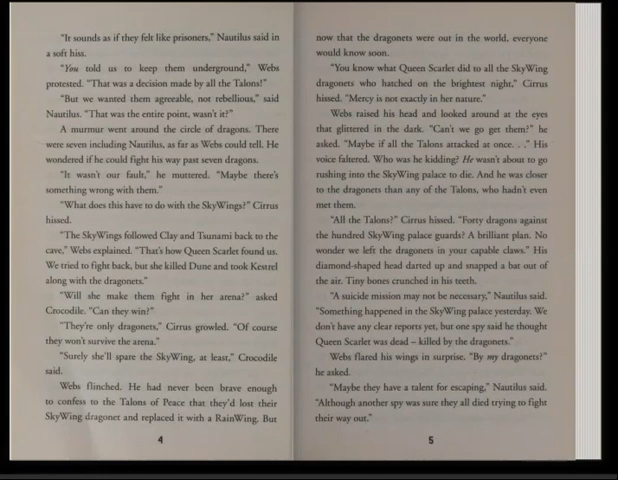 "It sounds as if they felt like prisoners," Nautilus said in
a soft hiss.
"You told us to keep them underground," Webs
protested. "That was a decision made by all the Talons!"
"But we wanted them agreeable, not rebellious," said
Nautilus. "That was the entire point, wasn't it?"
A murmur went around the circle of dragons. There
were seven including Nautilus, as far as Webs could tell. He
wondered if he could fight his way past seven dragons.
"It wasn't our fault," he muttered. "Maybe there's
something wrong with them."
"What does this have to do with the SkyWings?" Cirrus
hissed.
"The SkyWings followed Clay and Tsunami back to the
cave," Webs explained. "That's how Queen Scarlet found us.
We tried to fight back, but she killed Dune and took Kestrel
along with the dragonets."
"Will she make them fight in her arena?" asked
Crocodile. "Can they win?"
"They're only dragonets," Cirrus growled. "Of course
they won't survive the arena."
"Surely she'll spare the SkyWing, at least," Crocodile
said.
Webs flinched. He had never been brave enough
to confess to the Talons of Peace that they'd lost their
SkyWing dragonet and replaced it with a RainWing. But
4
now that the dragonets were out in the world, everyone
would know soon.
"You know what Queen Scarlet did to all the SkyWing
dragonets who hatched on the brightest night," Cirrus
hissed. "Mercy is not exactly in her nature."
Webs raised his head and looked around at the eyes
that glittered in the dark. "Can't we go get them?" he
asked. "Maybe if all the Talons attacked at once. . ." His
voice faltered. Who was he kidding? He wasn't about to go
rushing into the SkyWing palace to die. And he was closer
to the dragonets than any of the Talons, who hadn't even
met them.
"All the Talons?" Cirrus hissed. "Forty dragons against
the hundred SkyWing palace guards? A brilliant plan. No
wonder we left the dragonets in your capable claws." His
diamond-shaped head darted up and snapped a bat out of
the air. Tiny bones crunched in his teeth.
"A suicide mission may not be necessary," Nautilus said.
"Something happened in the SkyWing palace yesterday. We
don't have any clear reports yet, but one spy said he thought
Queen Scarlet was dead – killed by the dragonets."
Webs flared his wings in surprise. "By my dragonets?"
he asked.
"Maybe they have a talent for escaping," Nautilus said.
"Although another spy was sure they all died trying to fight
their way out."
5